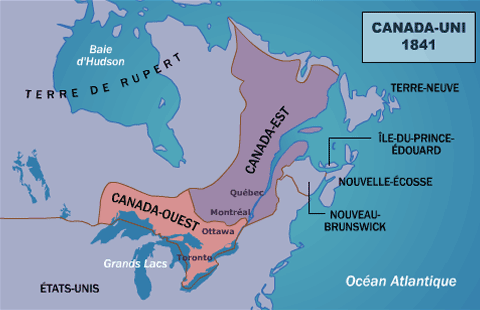 CANADA-UNI
1841
Baie
d'Hudson
TERRE DE RUPERT
TERRE-NEUVE
CANADA-EST
ÎLE-DU-PRINCE-
ÉDOUARD
NOUVELLE-ÉCOSSE
CANADA-OUEST
Québec
Montréal
NOUVEAU-
BRUNSWICK
Ottawa
Toronto
Grands Lacs
ÉTATS-UNIS
Océan Atlantique